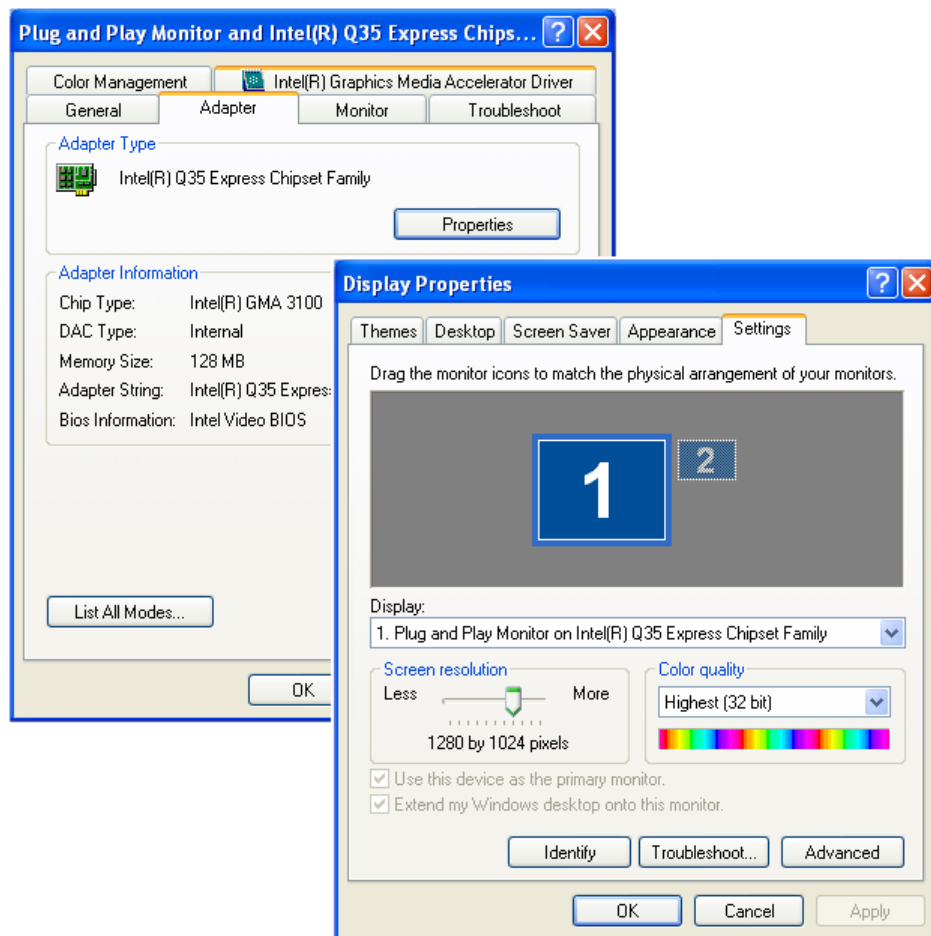 Plug and Play Monitor and Intel(R) Q35 Express Chips...
Color Management
Intel(R) Graphics Media Accelerator Driver
General
Adapter
Monitor
Troubleshoot
Adapter Type
Intel(R) Q35 Express Chipset Family
Properties
Adapter Information
Chip Type: Intel(R) GMA 3100
DAC Type: Internal
Memory Size: 128 MB
Adapter String: Intel(R) Q35 Expres
Bios Information: Intel Video BIOS
List All Modes...
OK
Display Properties
Themes
Desktop
Screen Saver
Appearance
Settings
Drag the monitor icons to match the physical arrangement of your monitors.
1
2
Display:
1. Plug and Play Monitor on Intel(R) Q35 Express Chipset Family
Screen resolution
Less
More
1280 by 1024 pixels
Color quality
Highest (32 bit)
Use this device as the primary monitor.
Extend my Windows desktop onto this monitor.
Identify
Troubleshoot...
Advanced
OK
Cancel
Apply